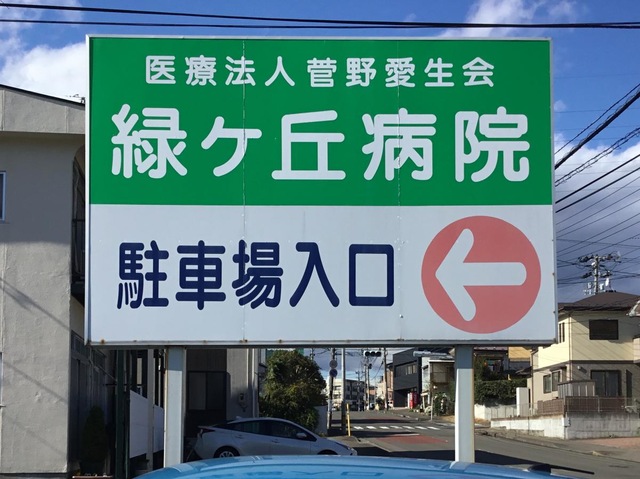 医療法人菅野愛生会
緑ヶ丘病院
駐車場入口